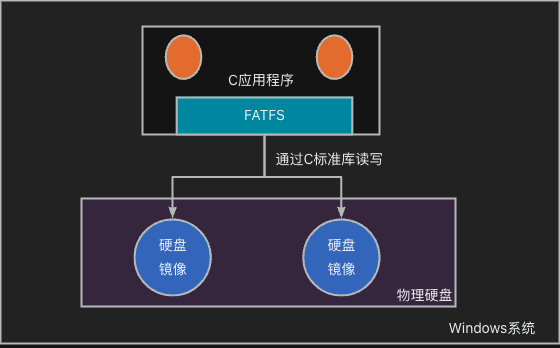 C应用程序
FATFS
通过C标准库读写
硬盘
镜像
硬盘
镜像
物理硬盘
Windows系统